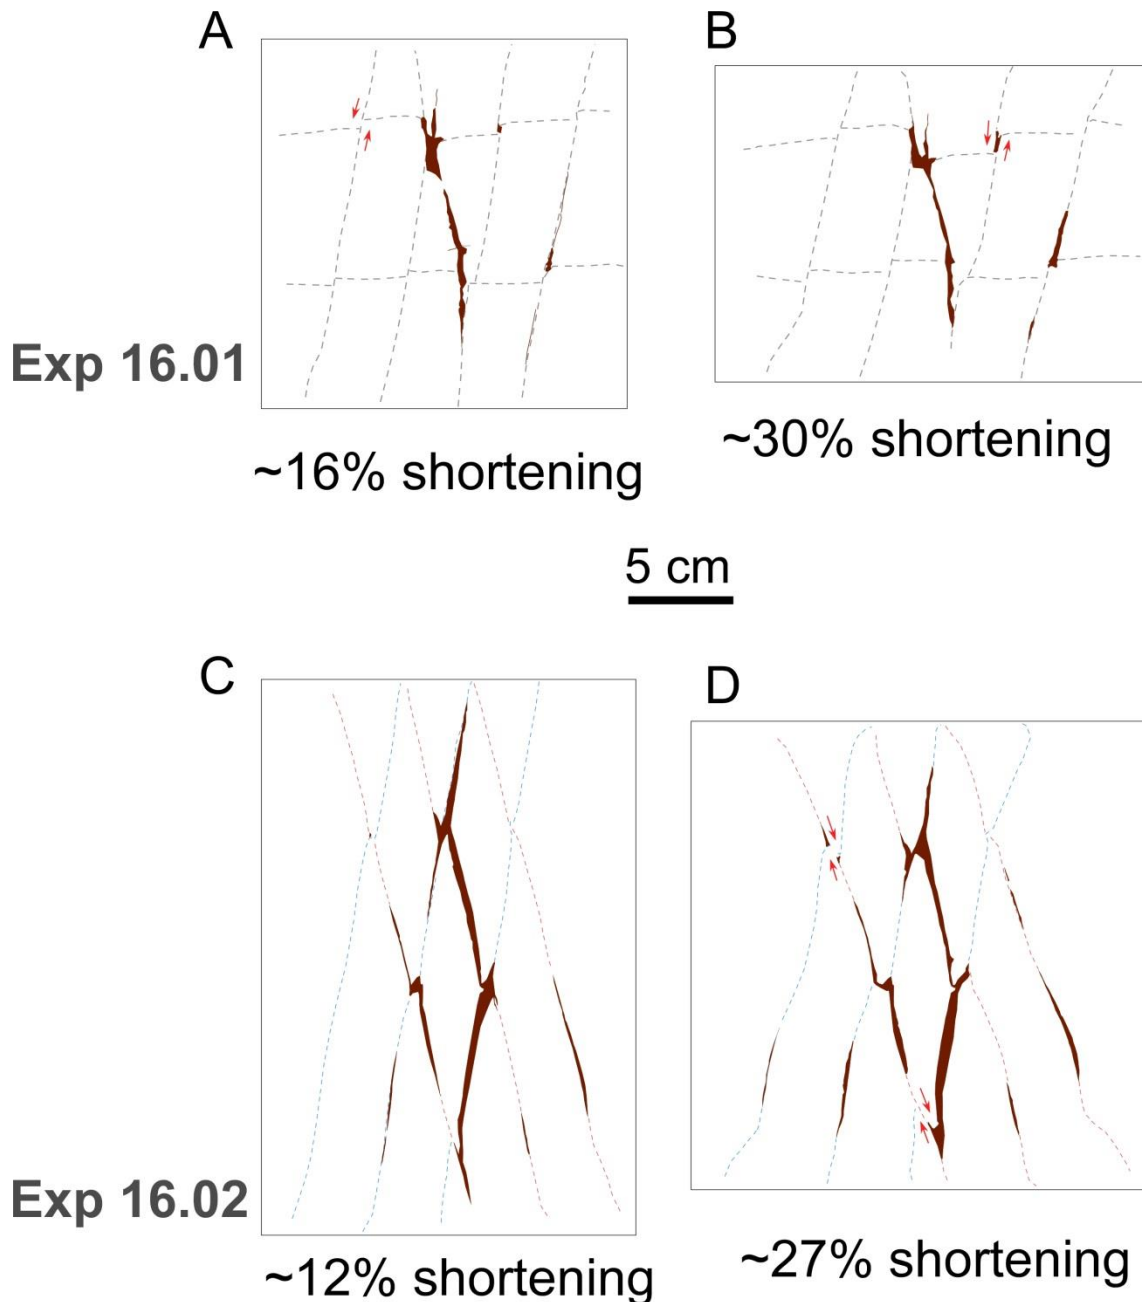 A
B
Exp 16.01
~16% shortening
~30% shortening
5 cm
C
D
Exp 16.02
~12% shortening
~27% shortening